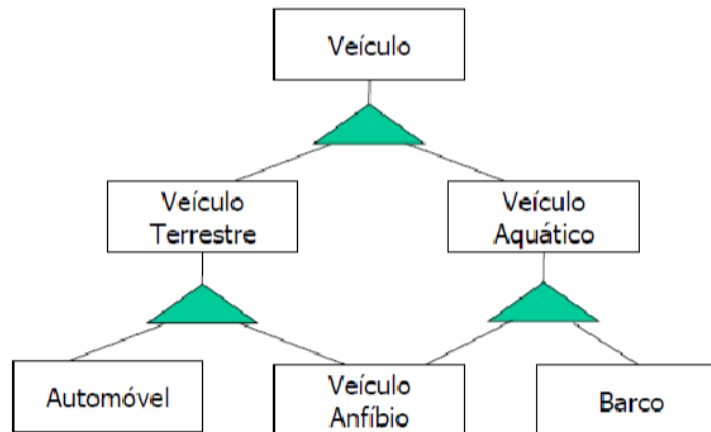 Veículo
Veículo
Terrestre
Veículo
Aquático
Automóvel
Veículo
Anfíbio
Barco